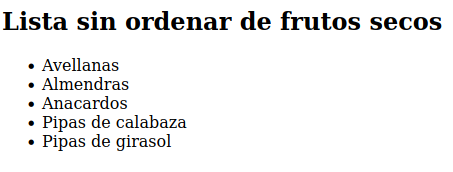 Lista sin ordenar de frutos secos
• Avellanas
• Almendras
• Anacardos
• Pipas de calabaza
• Pipas de girasol